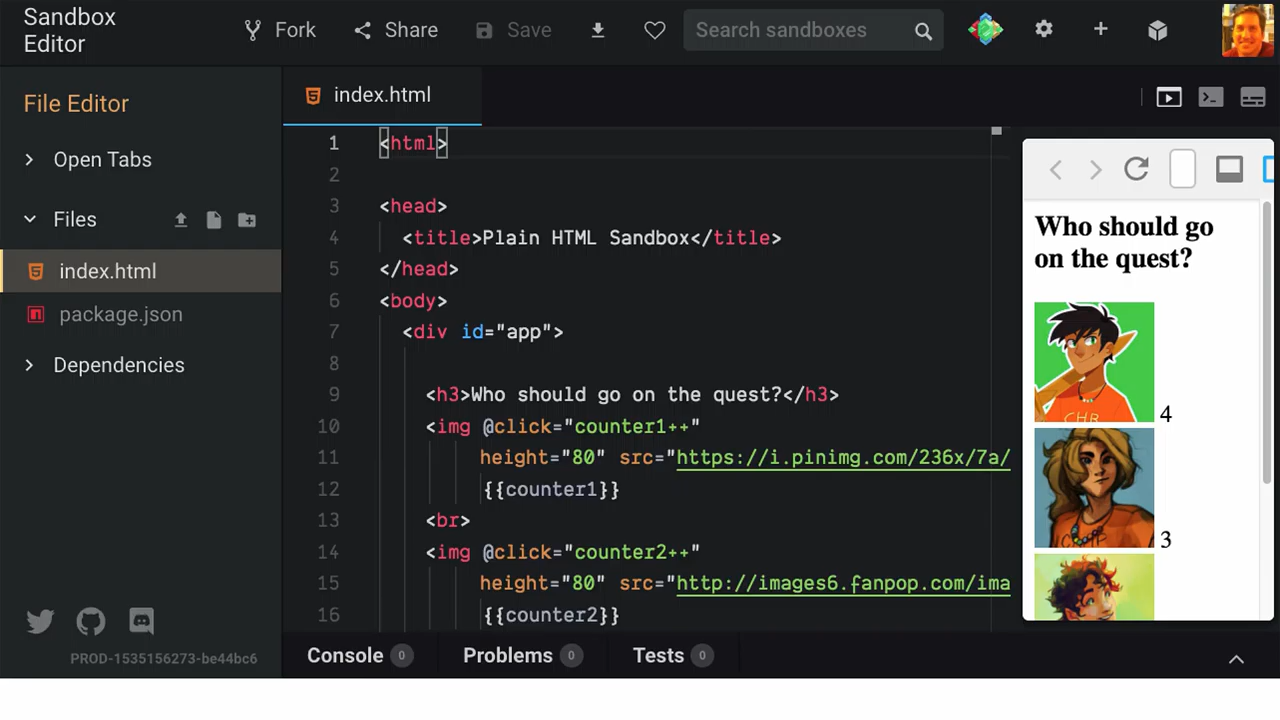 Sandbox
Editor
Fork
Share
Save
Search sandboxes
File Editor
Open Tabs
Files
index.html
package.json
Dependencies
PROD-1535156273-be44bc6
index.html
1 <html>
2
3 <head>
4 <title>Plain HTML Sandbox</title>
5 </head>
6 <body>
7 <div id="app">
8
9 <h3>Who should go on the quest?</h3>
10 <img @click="counter1++"
11 height="80" src="https://i.pinimg.com/236x/7a/
12 {{counter1}}
13 <br>
14 <img @click="counter2++"
15 height="80" src="http://images6.fanpop.com/ima
16 {{counter2}}
Who should go
on the quest?
CHR
4
3
Console 0
Problems 0
Tests 0